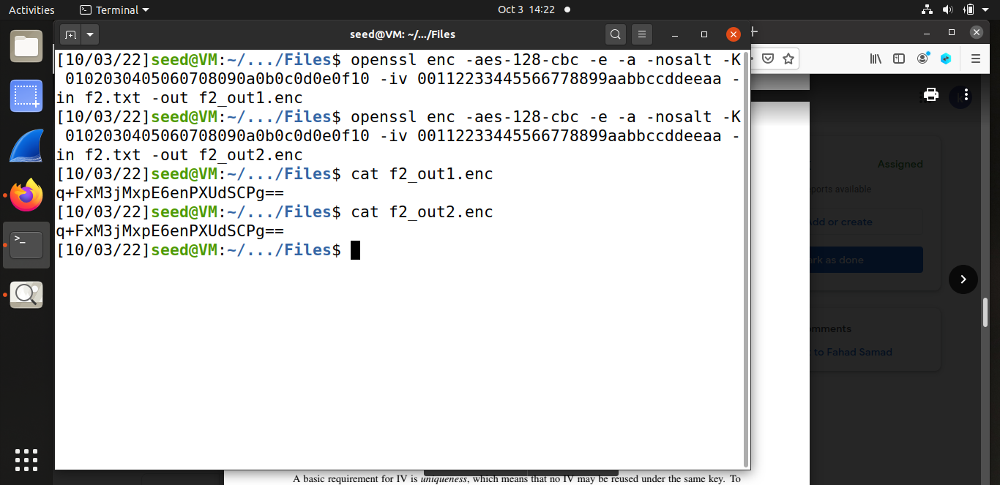 Activities
Terminal
Oct 3 14:22
seed@VM: ~/.../Files
[10/03/22]seed@VM:~/.../Files$ openssl enc -aes-128-cbc -e -a -nosalt -K
0102030405060708090a0b0c0d0e0f10 -iv 00112233445566778899aabbccddeeaa -
in f2.txt -out f2_out1.enc
[10/03/22]seed@VM:~/.../Files$ openssl enc -aes-128-cbc -e -a -nosalt -K
0102030405060708090a0b0c0d0e0f10 -iv 00112233445566778899aabbccddeeaa -
in f2.txt -out f2_out2.enc
[10/03/22]seed@VM:~/.../Files$ cat f2_out1.enc
q+FxM3jMxpE6enPXUdSCPg==
[10/03/22]seed@VM:~/.../Files$ cat f2_out2.enc
q+FxM3jMxpE6enPXUdSCPg==
[10/03/22]seed@VM:~/.../Files$
Assigned
available
or create
as done
to Fahad Samad
A basic requirement for IV is uniqueness, which means that no IV may be reused under the same key. To